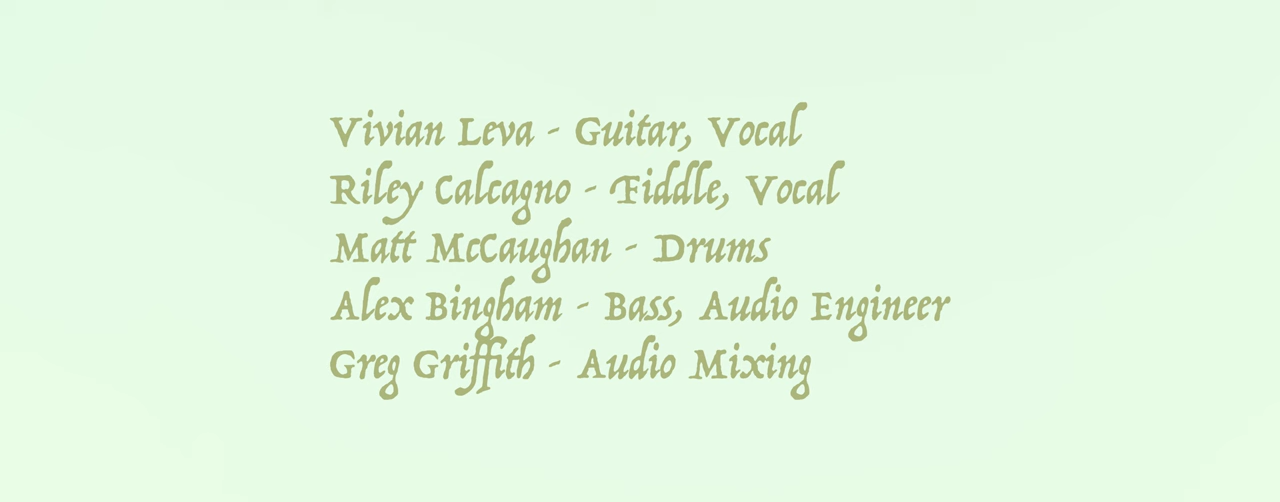 Vivian Leva - Guitar, Vocal
Riley Calcagno - Fiddle, Vocal
Matt McCaughan - Drums
Alex Bingham - Bass, Audio Engineer
Greg Griffith - Audio Mixing